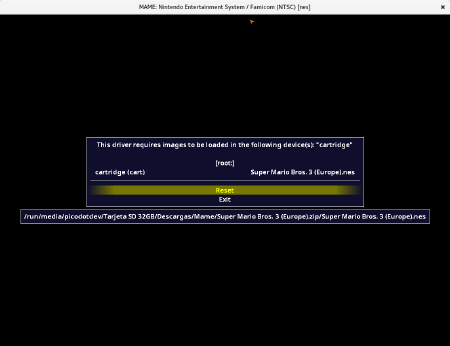 MAME: Nintendo Entertainment System / Famicom (NTSC) [nes]
This driver requires images to be loaded in the following device(s): "cartridge"
[root:]
cartridge (cart) Super Mario Bros. 3 (Europe).nes
Reset
Exit
/run/media/picodotdev/Tarjeta SD 32GB/Descargas/Mame/Super Mario Bros. 3 (Europe).zip/Super Mario Bros. 3 (Europe).nes